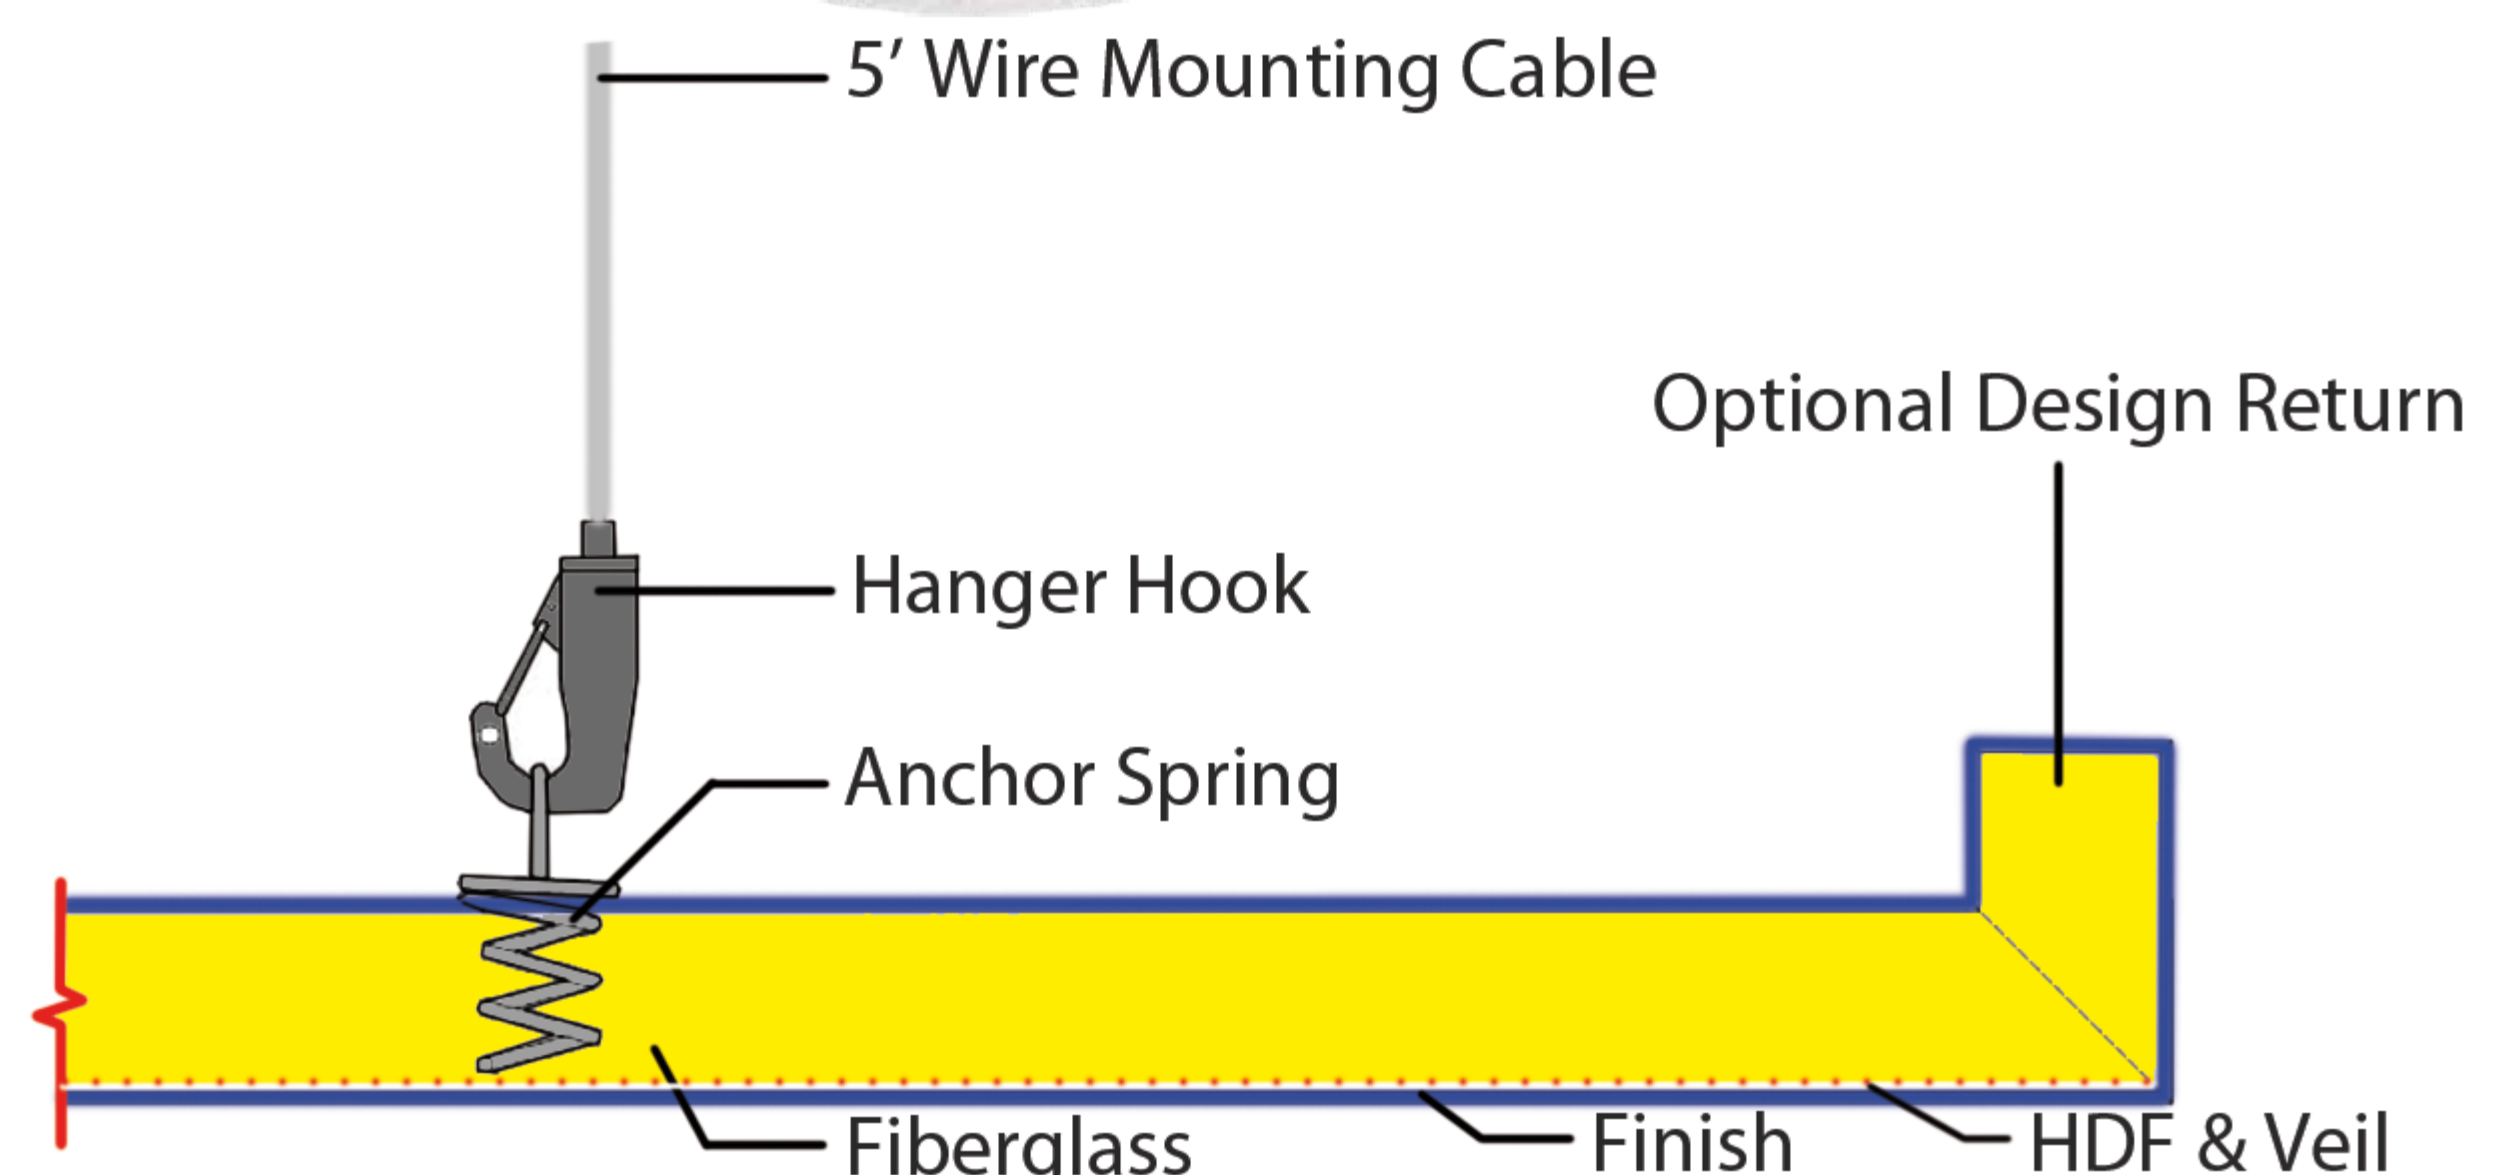 5’ Wire Mounting Cable
Optional Design Return
Hanger Hook
Anchor Spring
Fiberglass
Finish
HDF & Veil